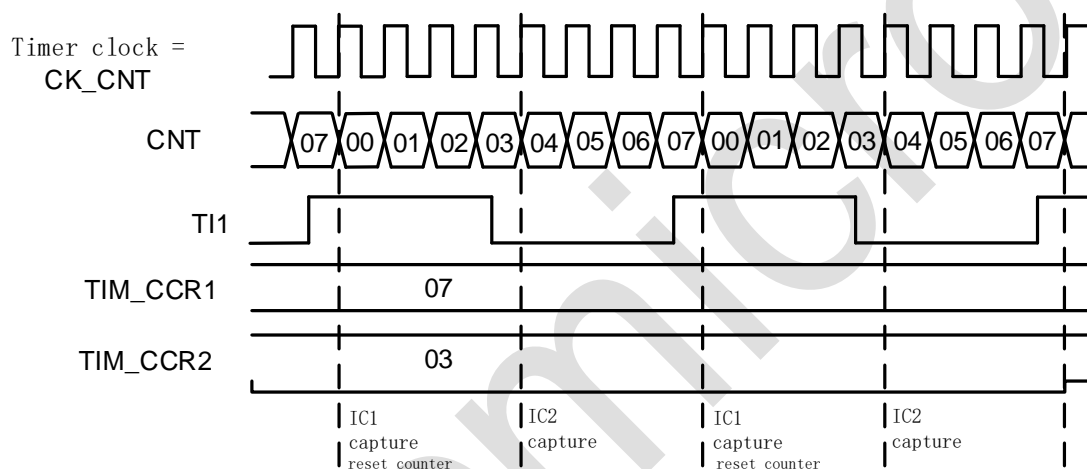 Timer clock =
CK_CNT
CNT
07 00 01 02 03 04 05 06 07 00 01 02 03 04 05 06 07
TI1
TIM_CCR1
07
TIM_CCR2
03
IC1
capture
reset counter
IC2
capture
IC1
capture
reset counter
IC2
capture
micro